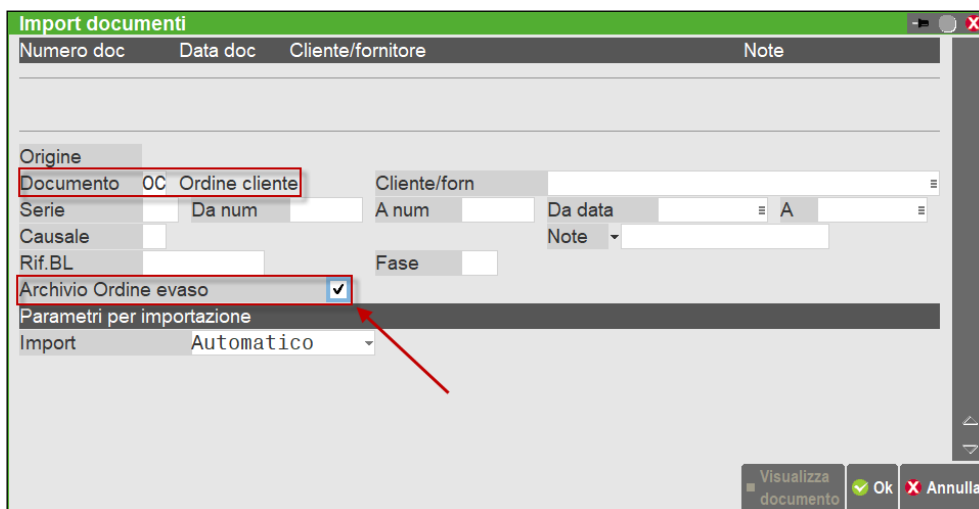 Import documenti
Numero doc Data doc Cliente/fornitore Note
Origine
Documento OC Ordine cliente Cliente/forn
Serie Da num A num Da data A
Causale Note
Rif.BL Fase
Archivio Ordine evaso
Parametri per importazione
Import Automatico
Visualizza
documento Ok Annulla